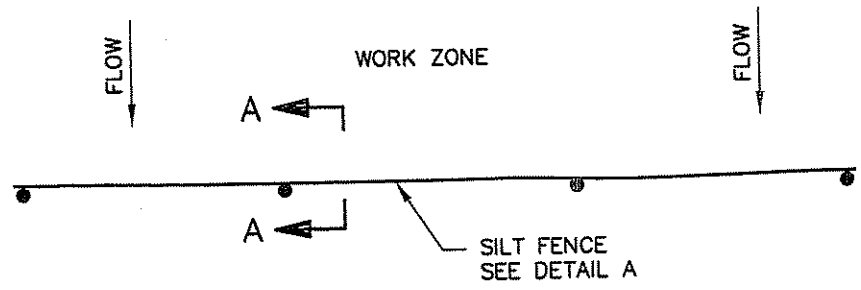 FLOW
WORK ZONE
FLOW
A
A
SILT FENCE
SEE DETAIL A